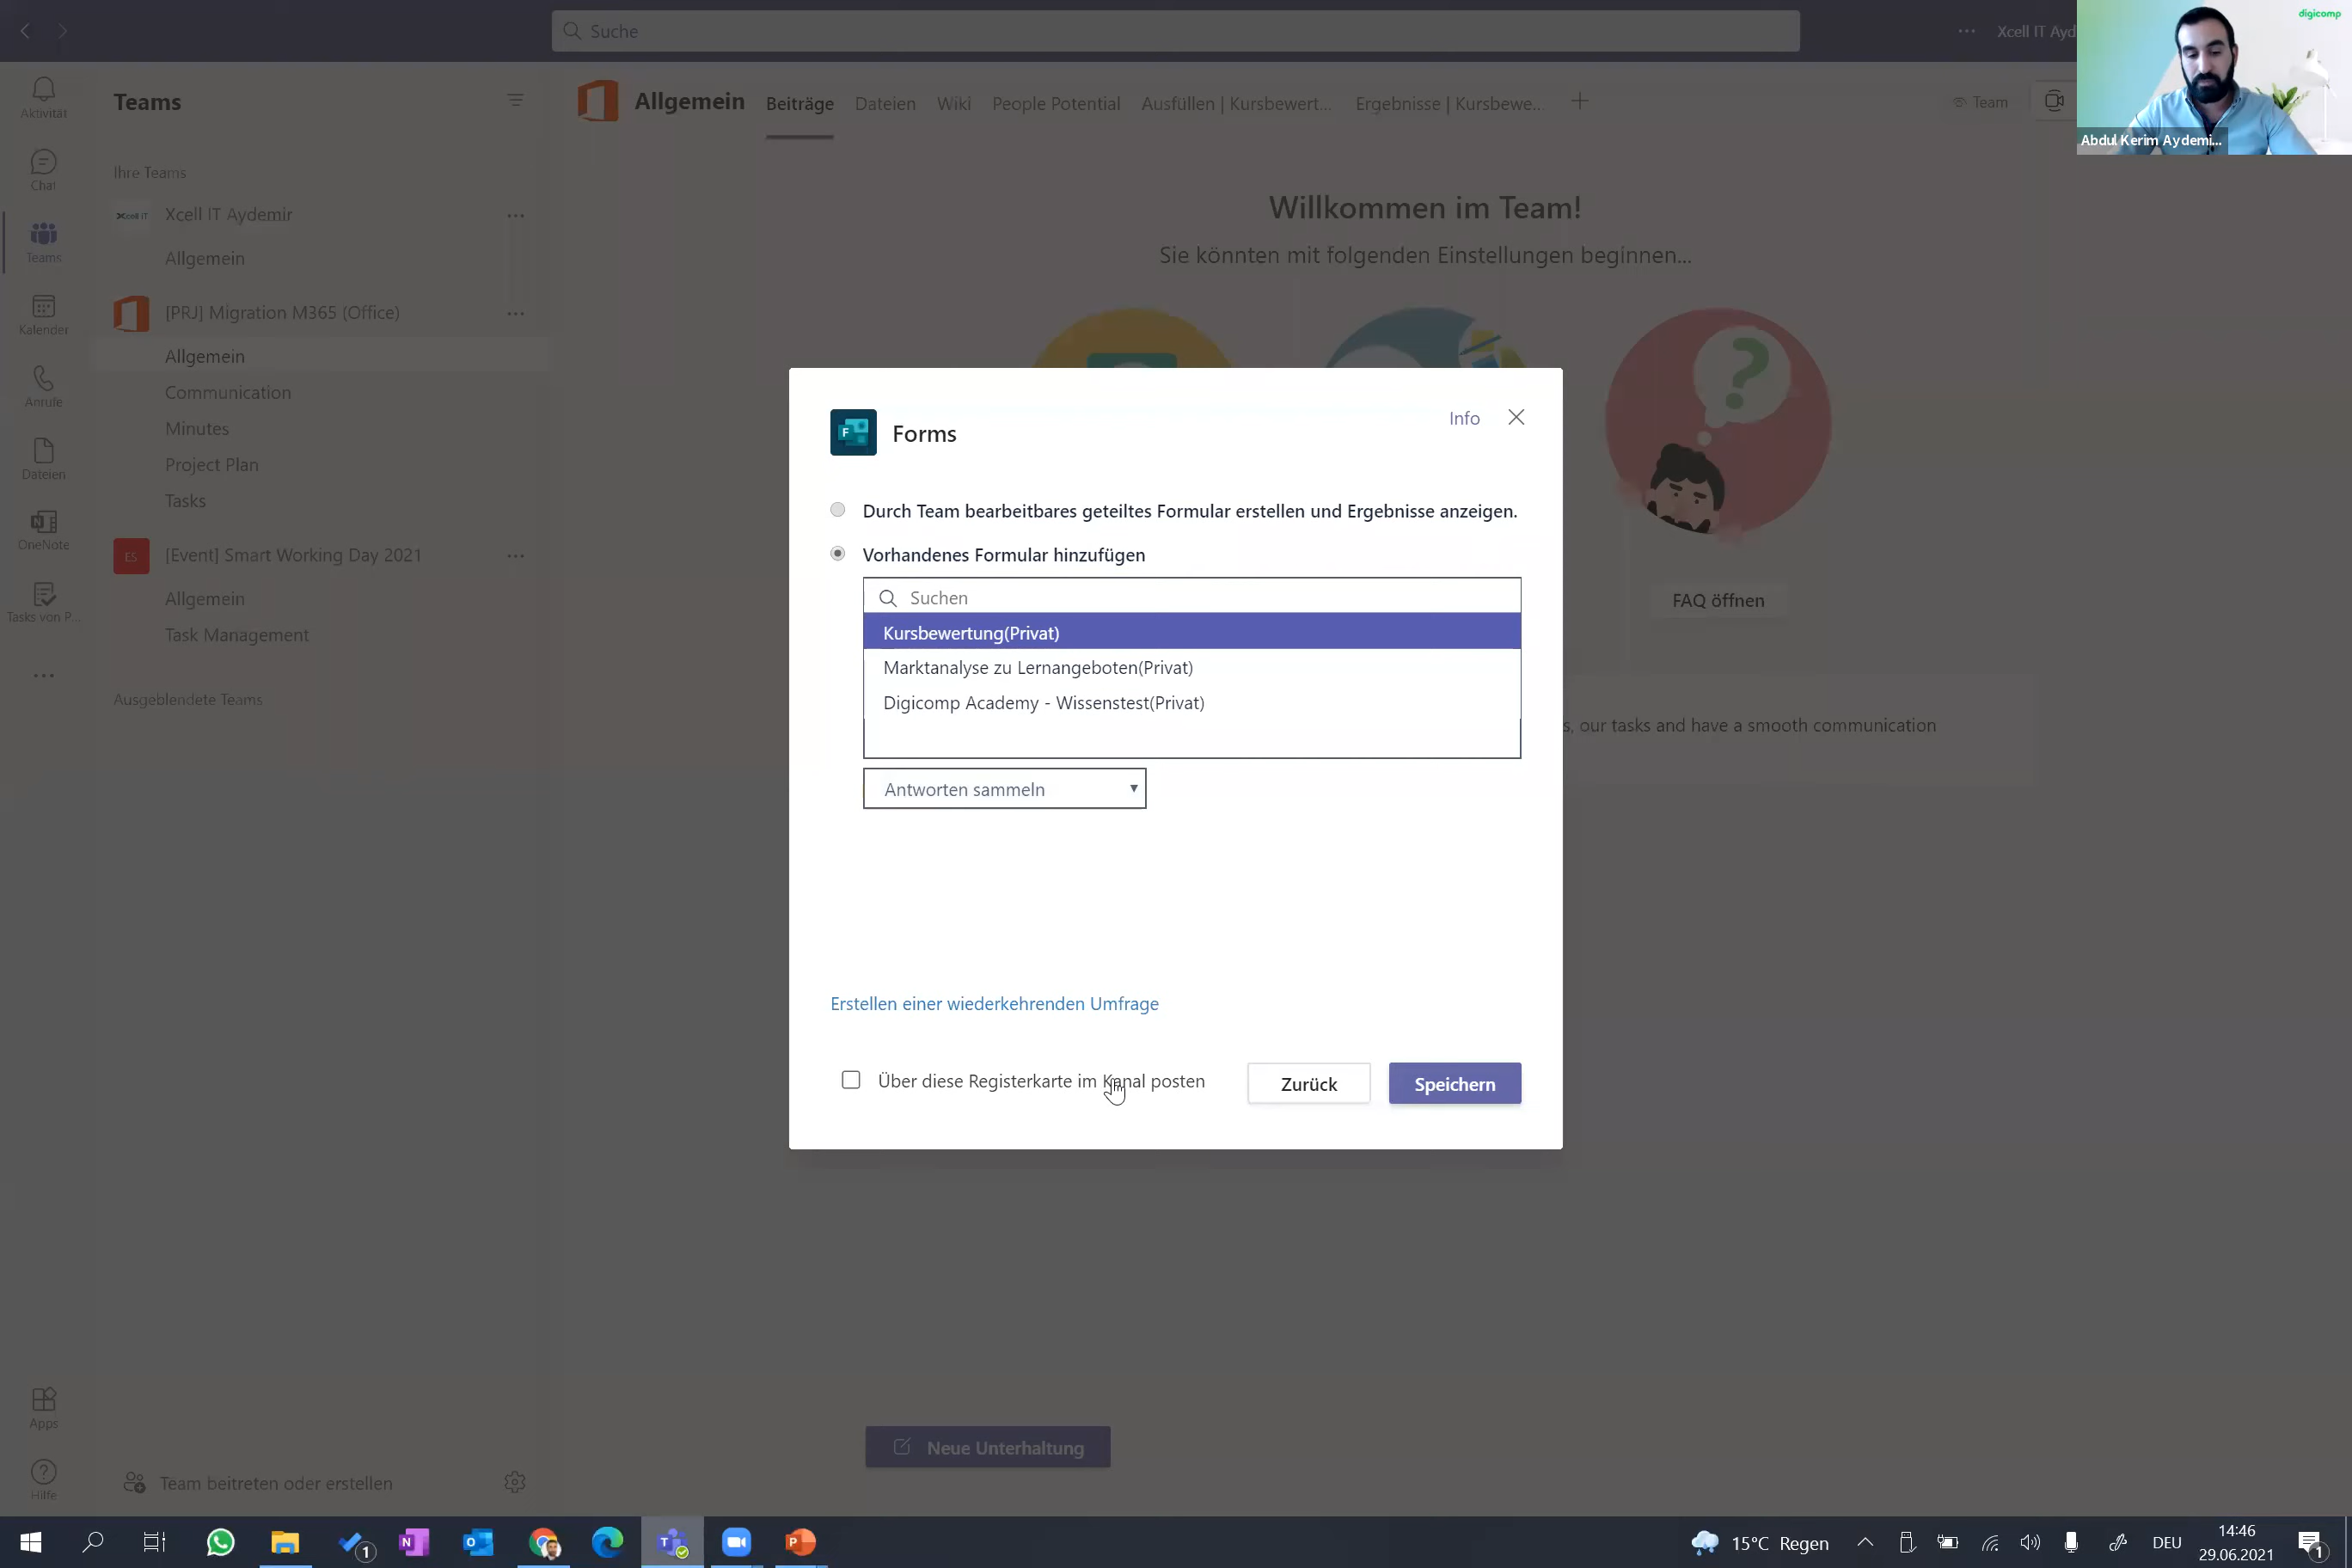 Suche
Xcell IT Ayd
digicomp
Abdul Kerim Aydemi...
Aktivität
Chat
Teams
Kalender
Anrufe
Dateien
OneNote
Tasks von P...
Apps
Hilfe
Teams
Ihre Teams
Xcell IT
Xcell IT Aydemir
Allgemein
[PRJ] Migration M365 (Office)
Allgemein
Communication
Minutes
Project Plan
Tasks
ES
[Event] Smart Working Day 2021
Allgemein
Task Management
Ausgeblendete Teams
Team beitreten oder erstellen
Allgemein
Beiträge
Dateien
Wiki
People Potential
Ausfüllen | Kursbewert...
Ergebnisse | Kursbewe...
Team
Willkommen im Team!
Sie könnten mit folgenden Einstellungen beginnen...
FAQ öffnen
s, our tasks and have a smooth communication
Neue Unterhaltung
F
Forms
Info
Durch Team bearbeitbares geteiltes Formular erstellen und Ergebnisse anzeigen.
Vorhandenes Formular hinzufügen
Suchen
Kursbewertung(Privat)
Marktanalyse zu Lernangeboten(Privat)
Digicomp Academy - Wissenstest(Privat)
Antworten sammeln
Erstellen einer wiederkehrenden Umfrage
Über diese Registerkarte im Kanal posten
Zurück
Speichern
1
15°C Regen
DEU
14:46
29.06.2021
1